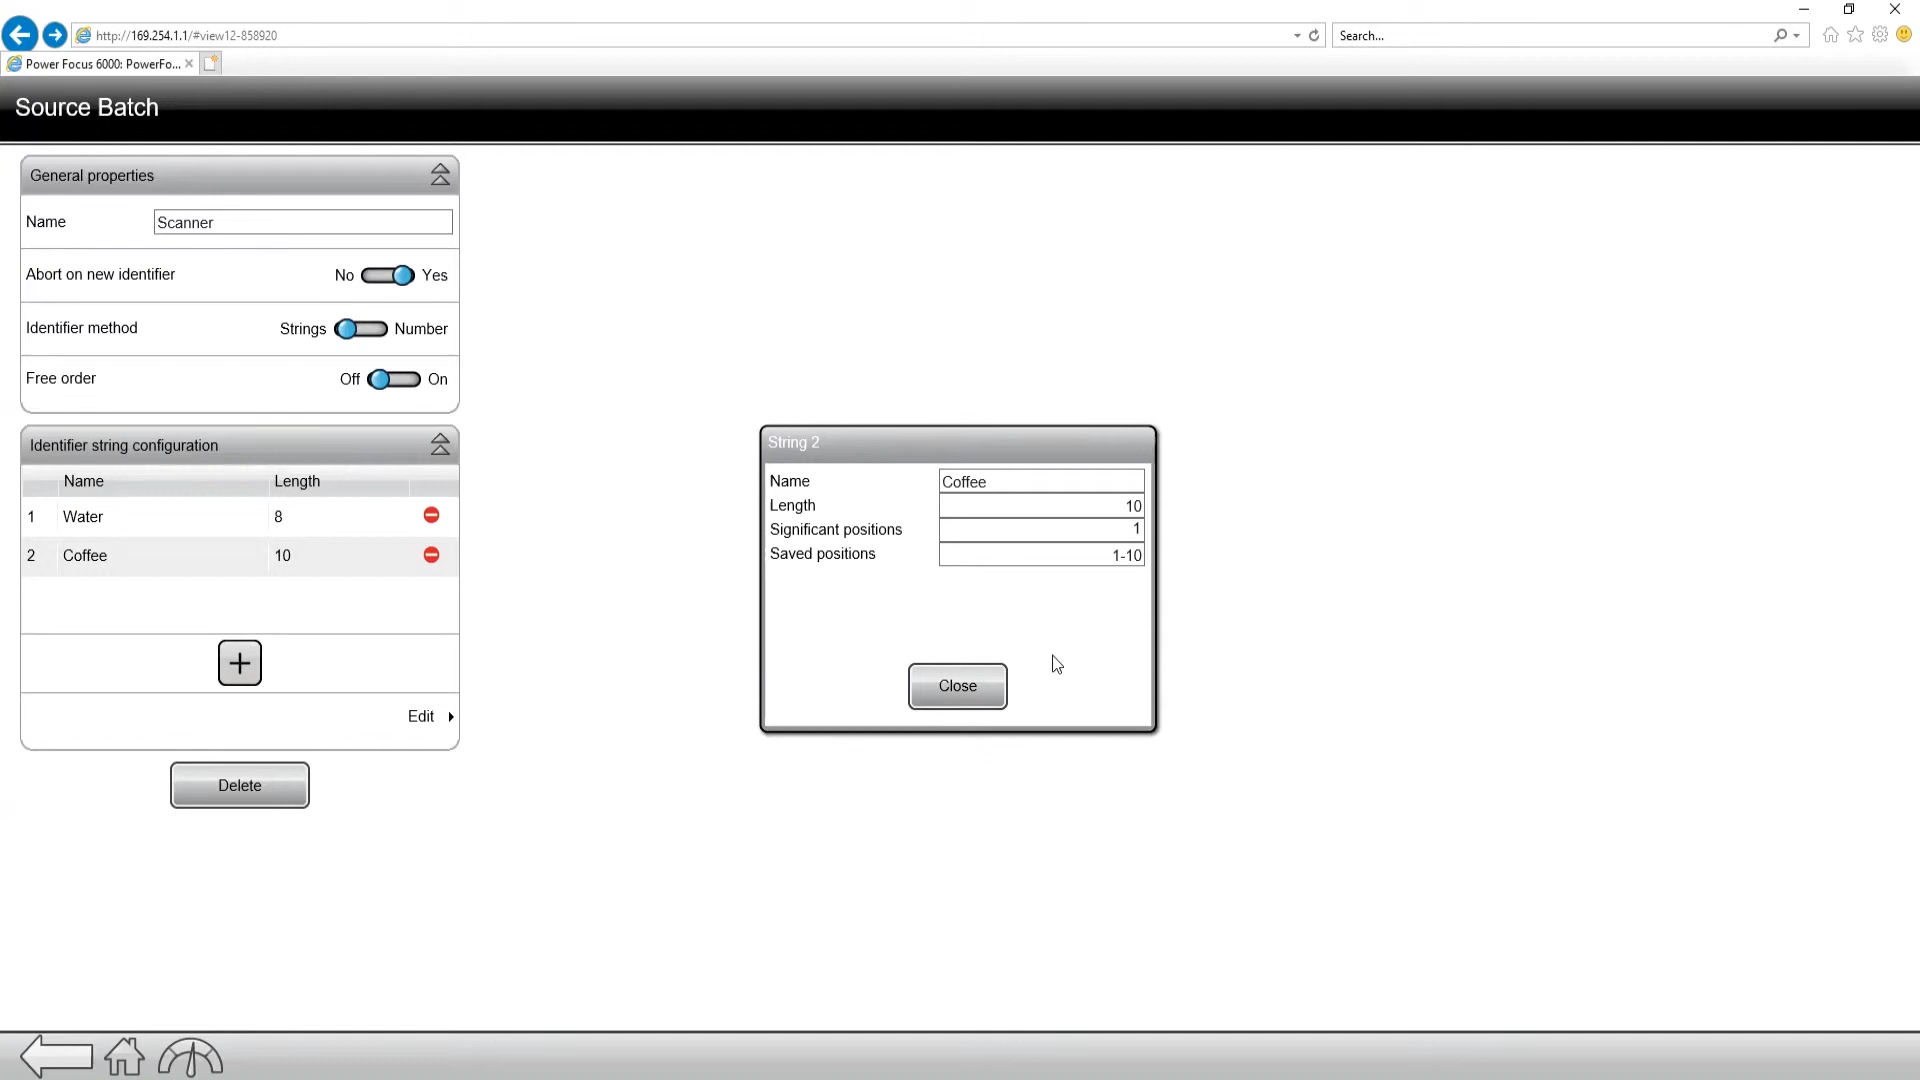 http://169.254.1.1/#view12-858920
Search...
Power Focus 6000: PowerFo...
Source Batch
General properties
Name
Scanner
Abort on new identifier
No
Yes
Identifier method
Strings
Number
Free order
Off
On
Identifier string configuration
Name Length
1 Water 8
2 Coffee 10
+
Edit
Delete
String 2
Name Coffee
Length 10
Significant positions 1
Saved positions 1-10
Close